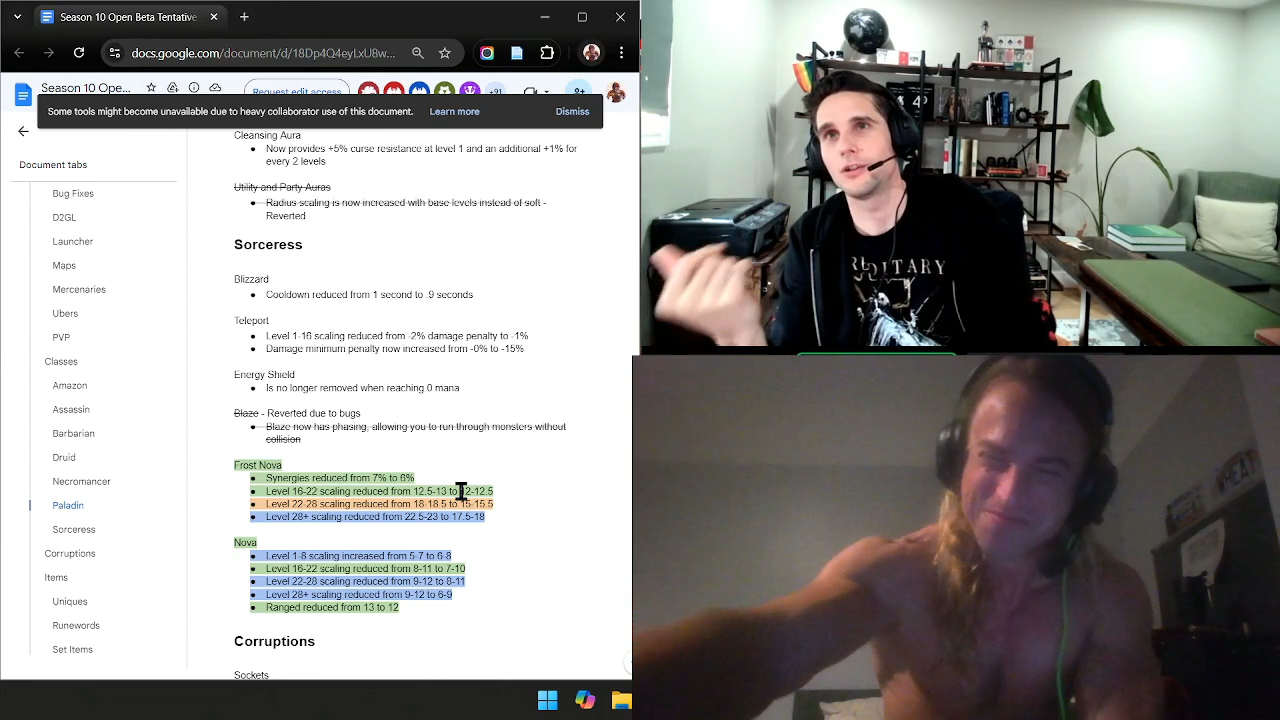 Season 10 Open Beta Tentative
docs.google.com/document/d/18Dp4Q4eyLxU8w...
Season 10 Ope...
Request edit access
+91
Some tools might become unavailable due to heavy collaborator use of this document.
Learn more
Dismiss
Document tabs
Bug Fixes
D2GL
Launcher
Maps
Mercenaries
Ubers
PVP
Classes
Amazon
Assassin
Barbarian
Druid
Necromancer
Paladin
Sorceress
Corruptions
Items
Uniques
Runewords
Set Items
Cleansing Aura
Now provides +5% curse resistance at level 1 and an additional +1% for
every 2 levels
Utility and Party Auras
Radius scaling is now increased with base levels instead of soft -
Reverted
Sorceress
Blizzard
Cooldown reduced from 1 second to .9 seconds
Teleport
Level 1-16 scaling reduced from -2% damage penalty to -1%
Damage minimum penalty now increased from -0% to -15%
Energy Shield
Is no longer removed when reaching 0 mana
Blaze - Reverted due to bugs
Blaze now has phasing, allowing you to run through monsters without
collision
Frost Nova
Synergies reduced from 7% to 6%
Level 16-22 scaling reduced from 12.5-13 to 12-12.5
Level 22-28 scaling reduced from 18-18.5 to 15-15.5
Level 28+ scaling reduced from 22.5-23 to 17.5-18
Nova
Level 1-8 scaling increased from 5-7 to 6-8
Level 16-22 scaling reduced from 8-11 to 7-10
Level 22-28 scaling reduced from 9-12 to 8-11
Level 28+ scaling reduced from 9-12 to 6-9
Ranged reduced from 13 to 12
Corruptions
Sockets